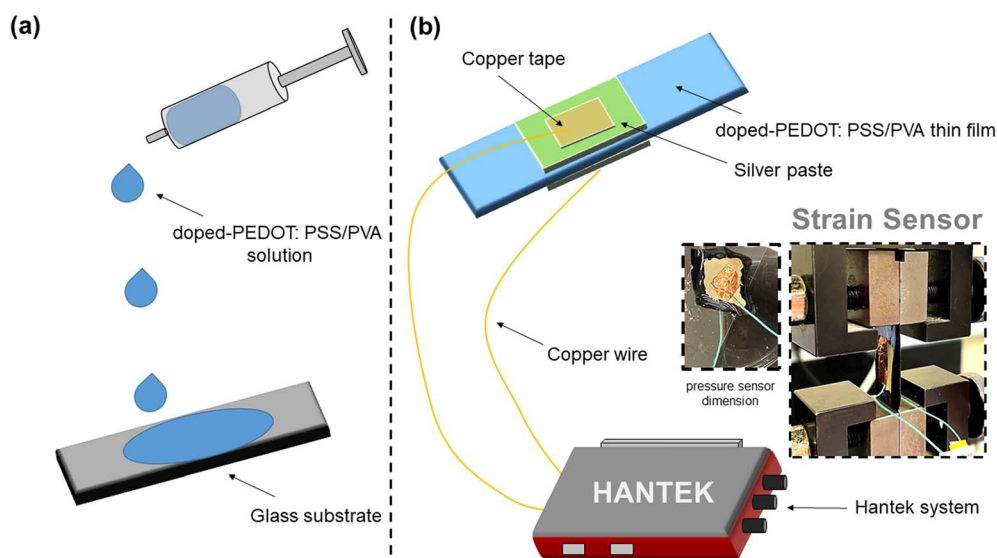 (a)
doped-PEDOT: PSS/PVA
solution
Glass substrate
(b)
Copper tape
doped-PEDOT: PSS/PVA thin film
Silver paste
Strain Sensor
Copper wire
pressure sensor
dimension
HANTEK
Hantek system